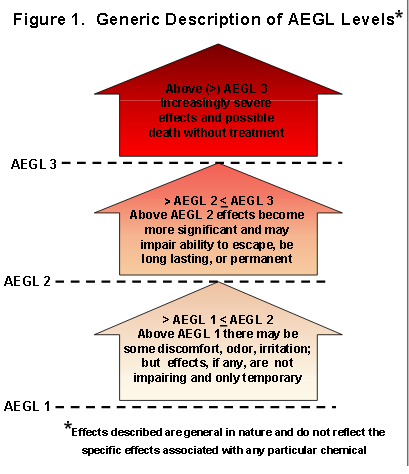 Figure 1. Generic Description of AEGL Levels*
Above (>) AEGL 3
increasingly severe
effects and possible
death without treatment
AEGL 3
> AEGL 2 ≤ AEGL 3
Above AEGL 2 effects become
more significant and may
impair ability to escape, be
long lasting, or permanent
AEGL 2
> AEGL 1 ≤ AEGL 2
Above AEGL 1 there may be
some discomfort, odor, irritation;
but effects, if any, are not
impairing and only temporary
AEGL 1
*Effects described are general in nature and do not reflect the
specific effects associated with any particular chemical